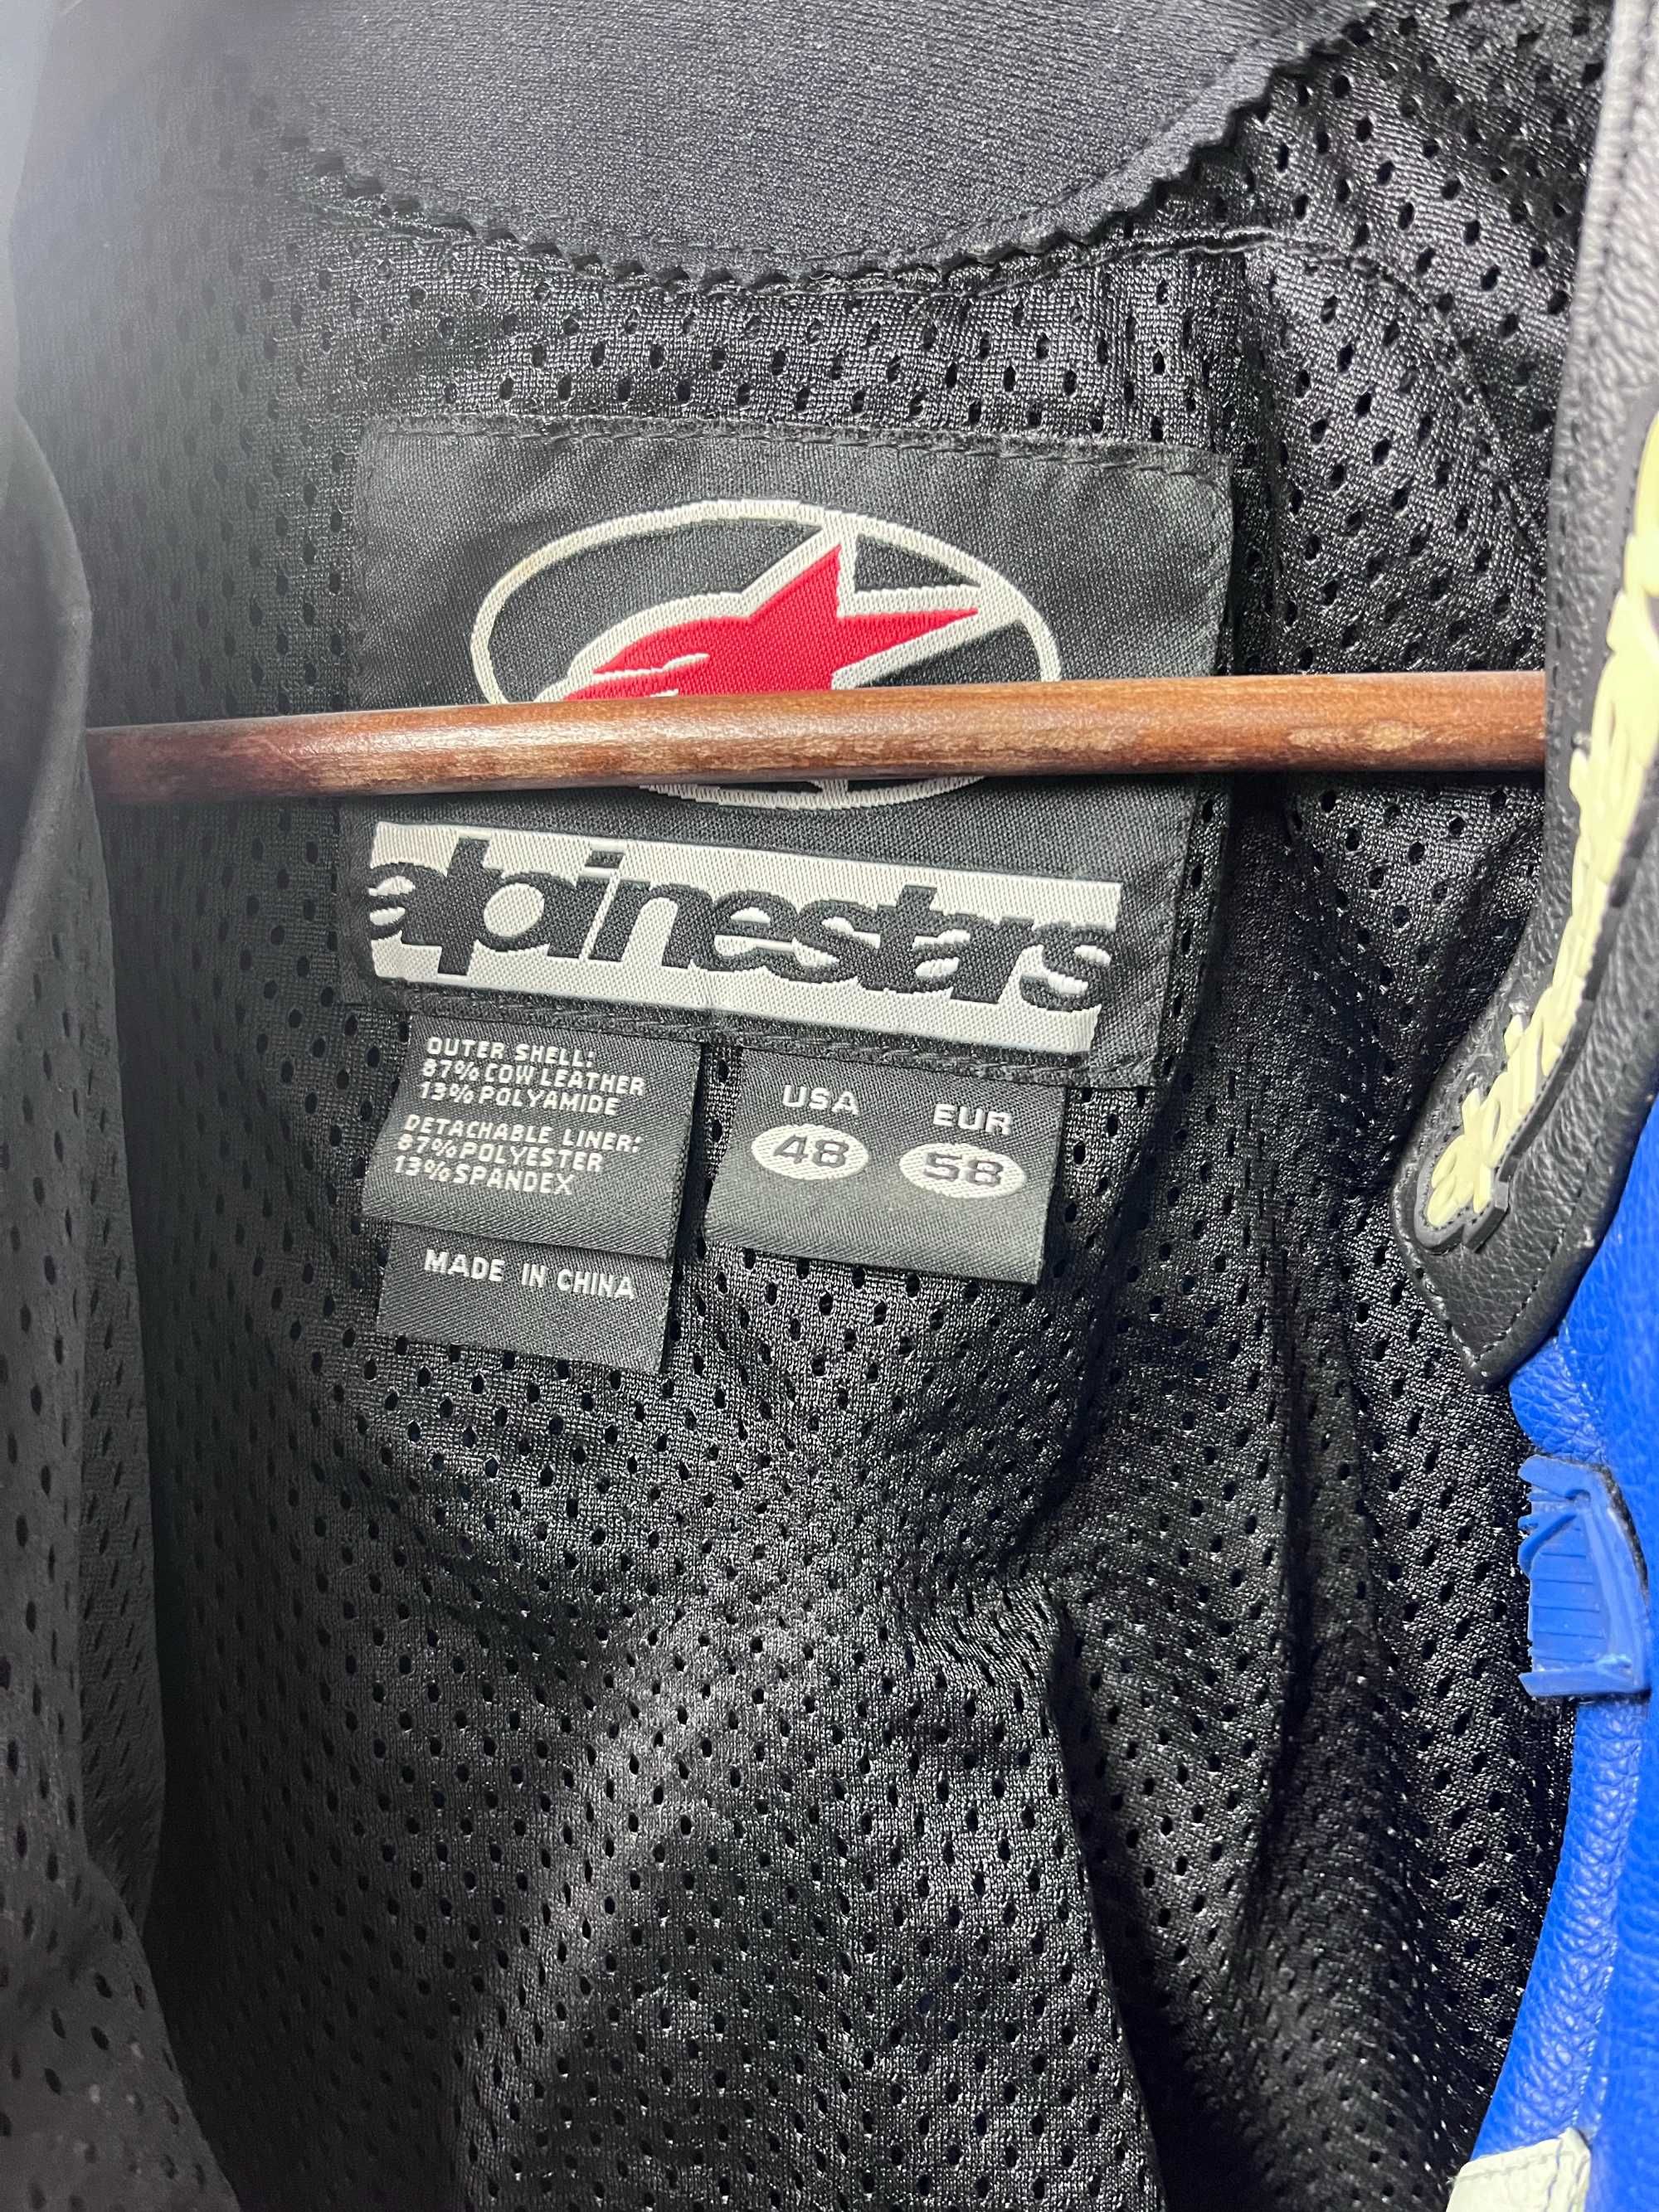 alpinestars
OUTER SHELL:
87% COW LEATHER
13% POLYAMIDE
DETACHABLE LINER:
87% POLYESTER
13% SPANDEX
MADE IN CHINA
USA
48
EUR
58